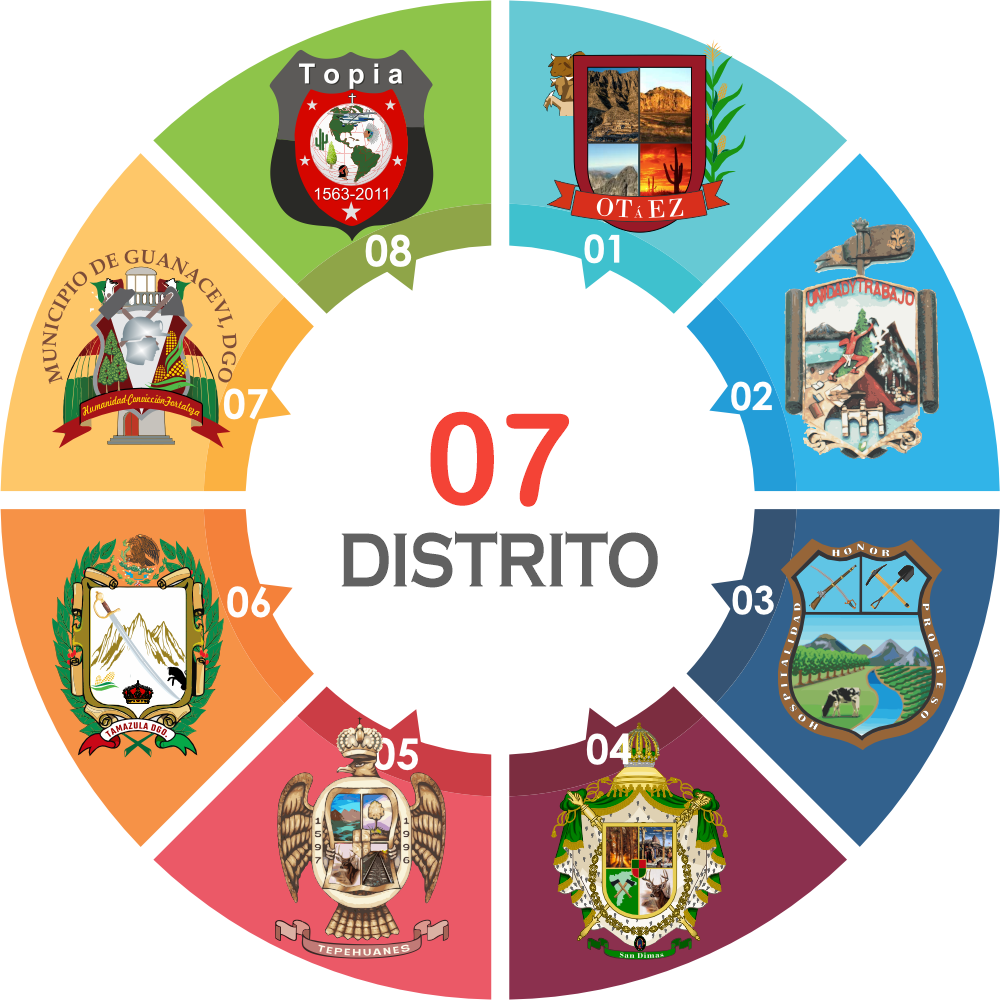 07
DISTRITO
OTÁEZ
01
UNIDAD Y TRABAJO
02
HONOR
HOSPITALIDAD
PROGRESO
03
04
San Dimas
05
1597
1996
TEPEHUANES
06
TAMAZULA DGO.
MUNICIPIO DE GUANACEVI, DGO
Humanidad·Convicción·Fortaleza
07
Topia
1563-2011
08